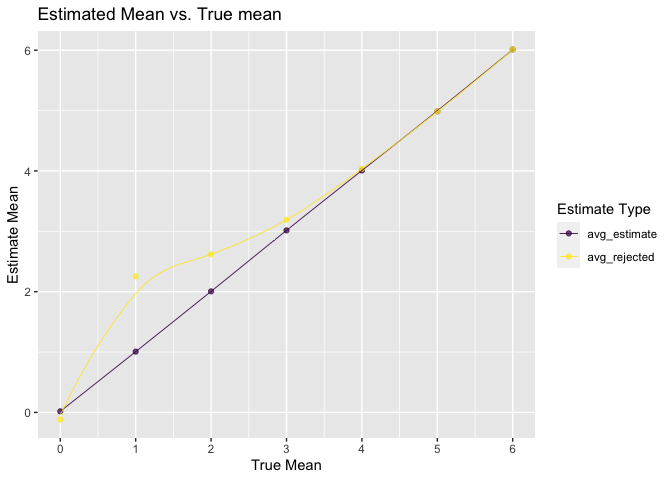 Estimated Mean vs. True mean
6
4
2
0
Estimate Mean
0 1 2 3 4 5 6
True Mean
Estimate Type
avg_estimate
avg_rejected